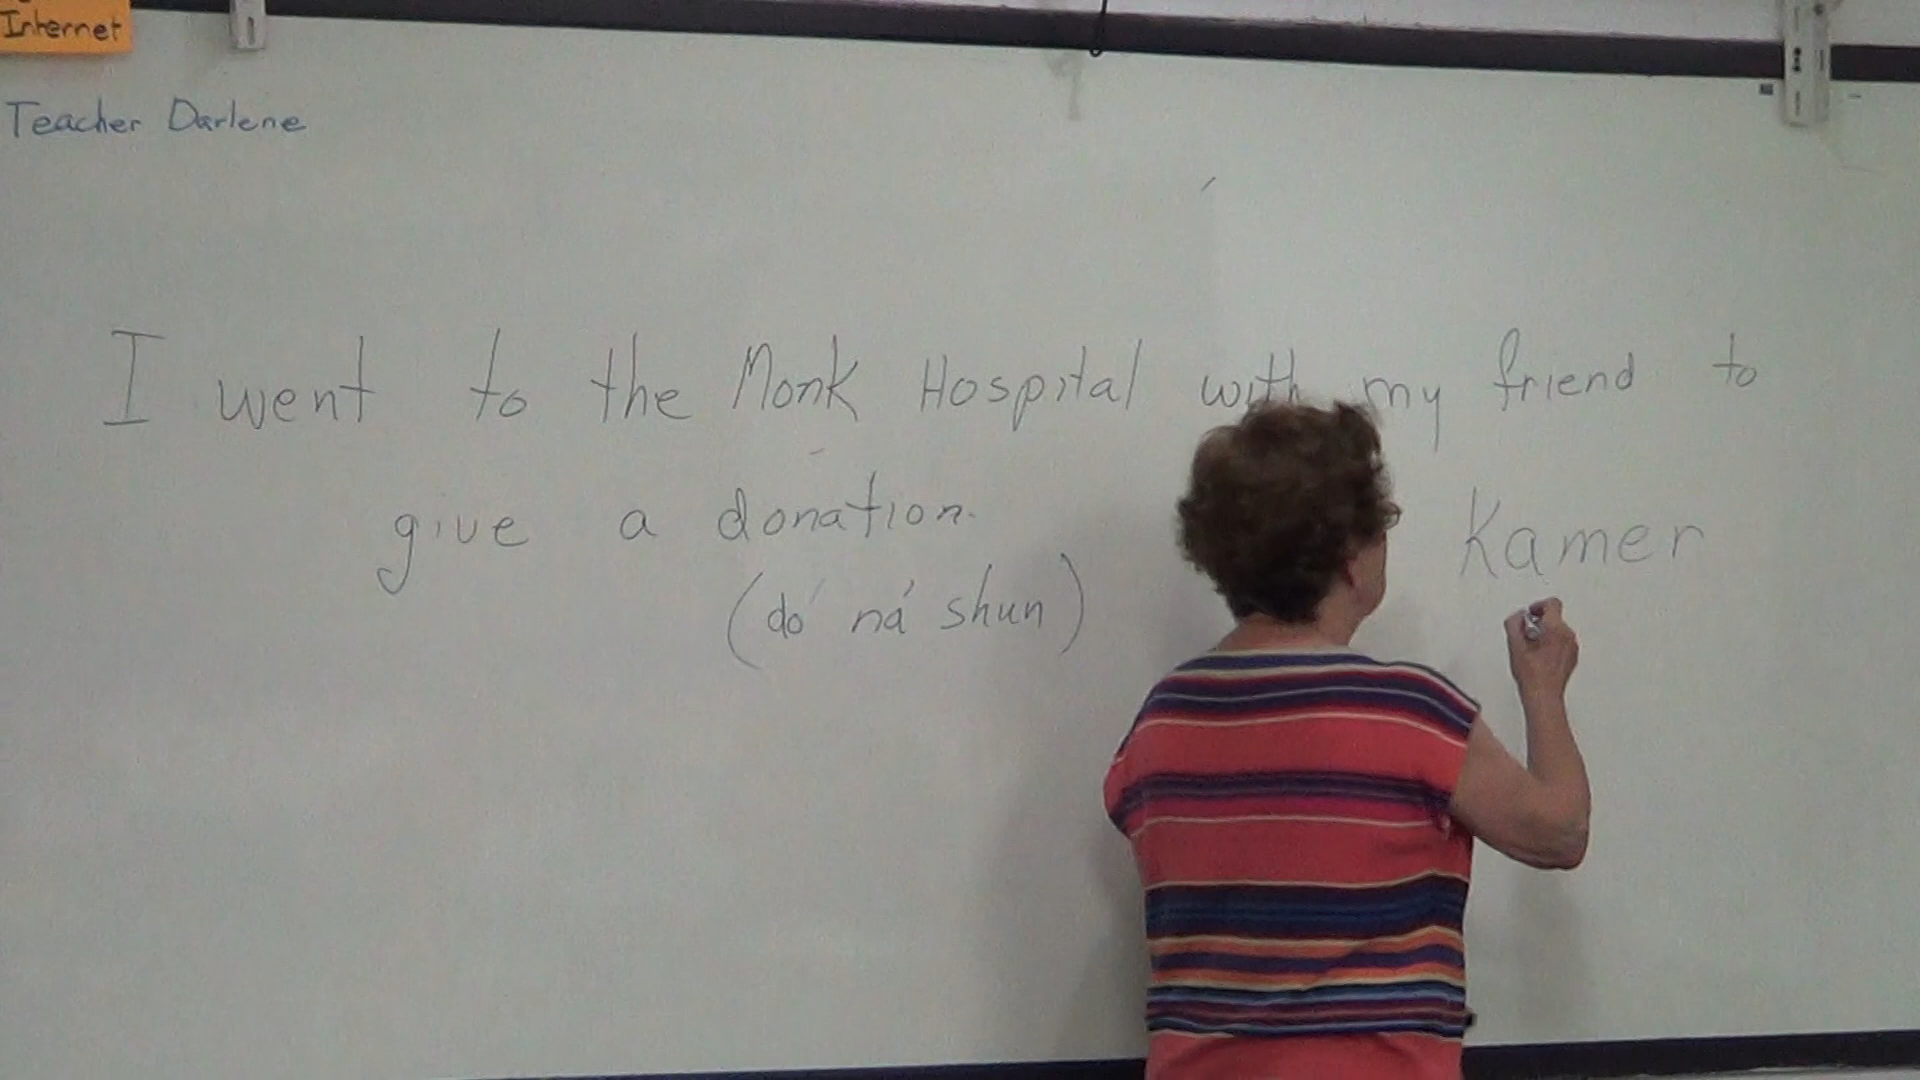 Internet
Teacher Darlene
I went to the Monk Hospital with my friend to
give a donation.
Kamer
(dó ná shun)